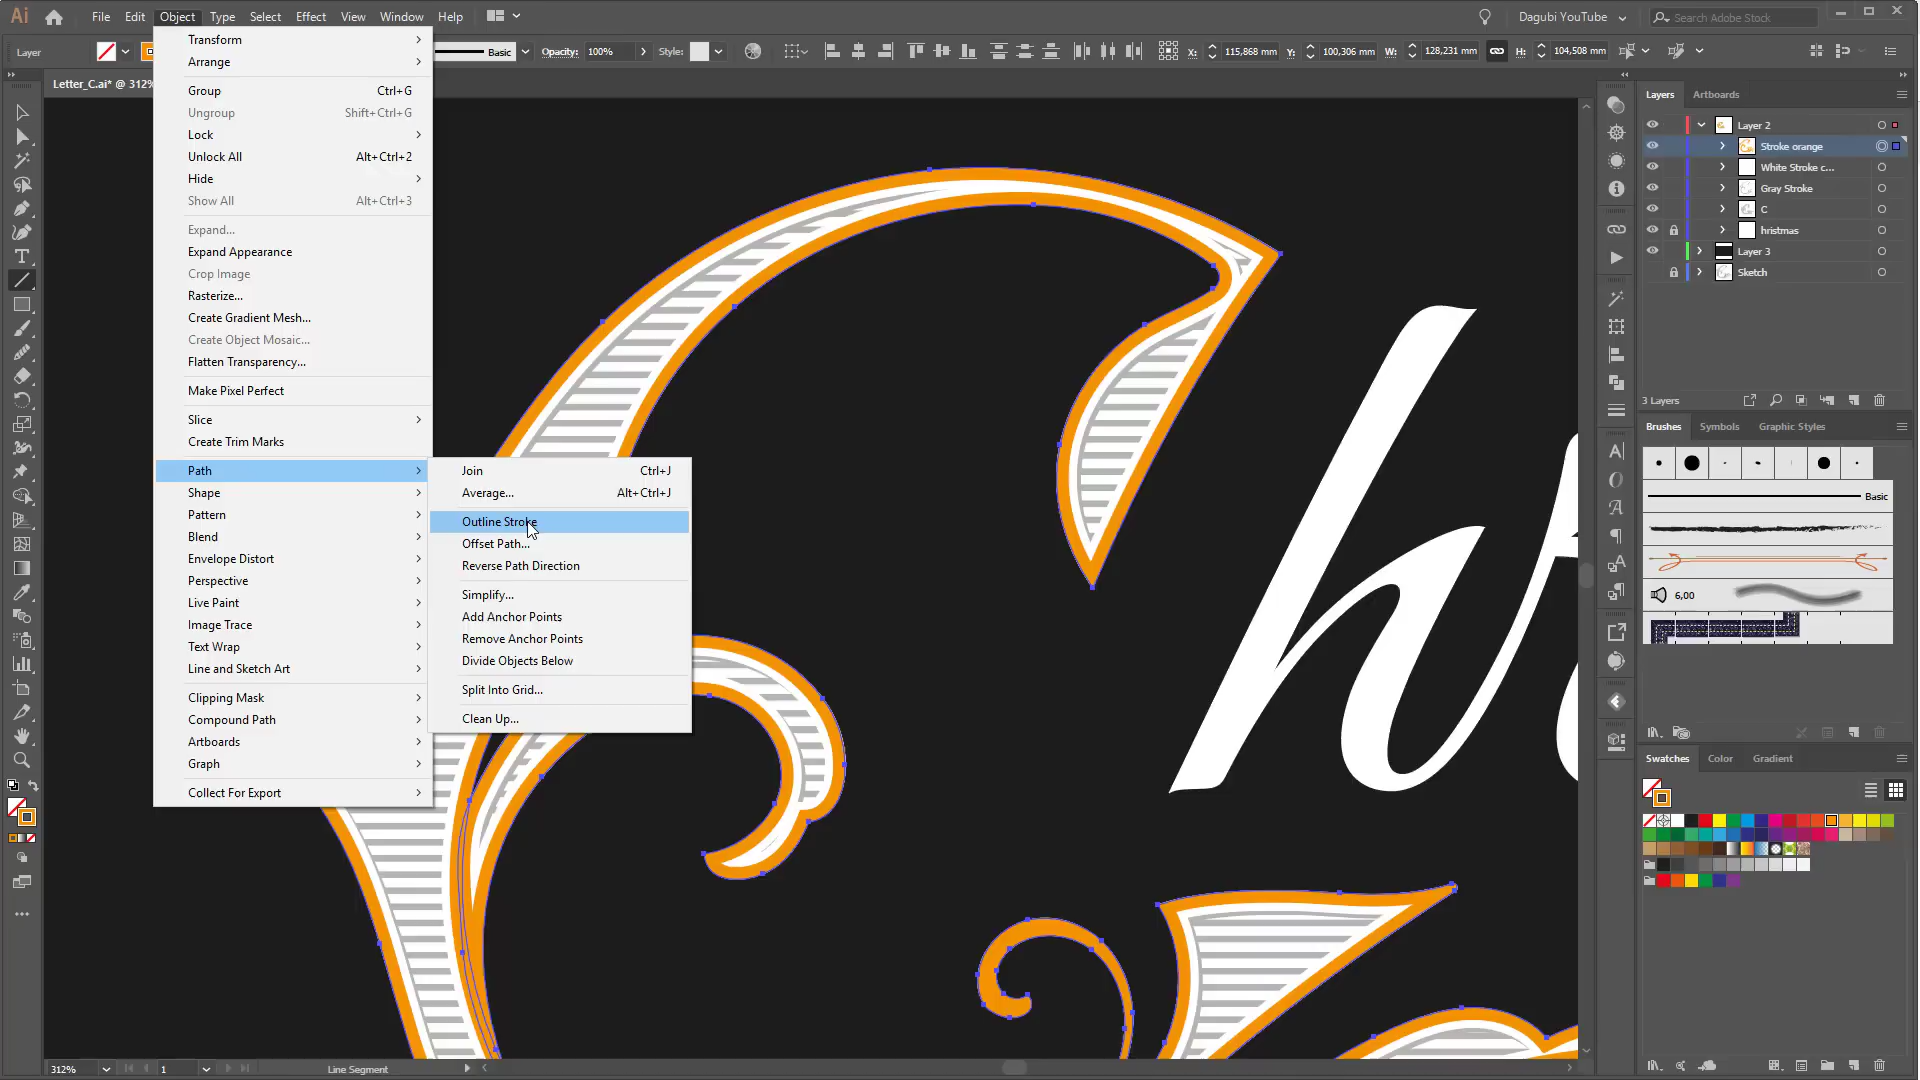 Ai File Edit Object Type Select Effect View Window Help Dagubi YouTube Search Adobe Stock
Layer Basic Opacity: 100% Style: X: 115,868 mm Y: 100,306 mm W: 128,231 mm H: 104,508 mm
Letter_C.ai* @ 312%
Transform
Arrange
Group Ctrl+G
Ungroup Shift+Ctrl+G
Lock
Unlock All Alt+Ctrl+2
Hide
Show All Alt+Ctrl+3
Expand...
Expand Appearance
Crop Image
Rasterize...
Create Gradient Mesh...
Create Object Mosaic...
Flatten Transparency...
Make Pixel Perfect
Slice
Create Trim Marks
Path
Shape
Pattern
Blend
Envelope Distort
Perspective
Live Paint
Image Trace
Text Wrap
Line and Sketch Art
Clipping Mask
Compound Path
Artboards
Graph
Collect For Export
Join Ctrl+J
Average... Alt+Ctrl+J
Outline Stroke
Offset Path...
Reverse Path Direction
Simplify...
Add Anchor Points
Remove Anchor Points
Divide Objects Below
Split Into Grid...
Clean Up...
Layers Artboards
Layer 2
Stroke orange
White Stroke c...
Gray Stroke
C
hristmas
Layer 3
Sketch
3 Layers
Brushes Symbols Graphic Styles
Basic
6,00
Swatches Color Gradient
312% 1 Line Segment